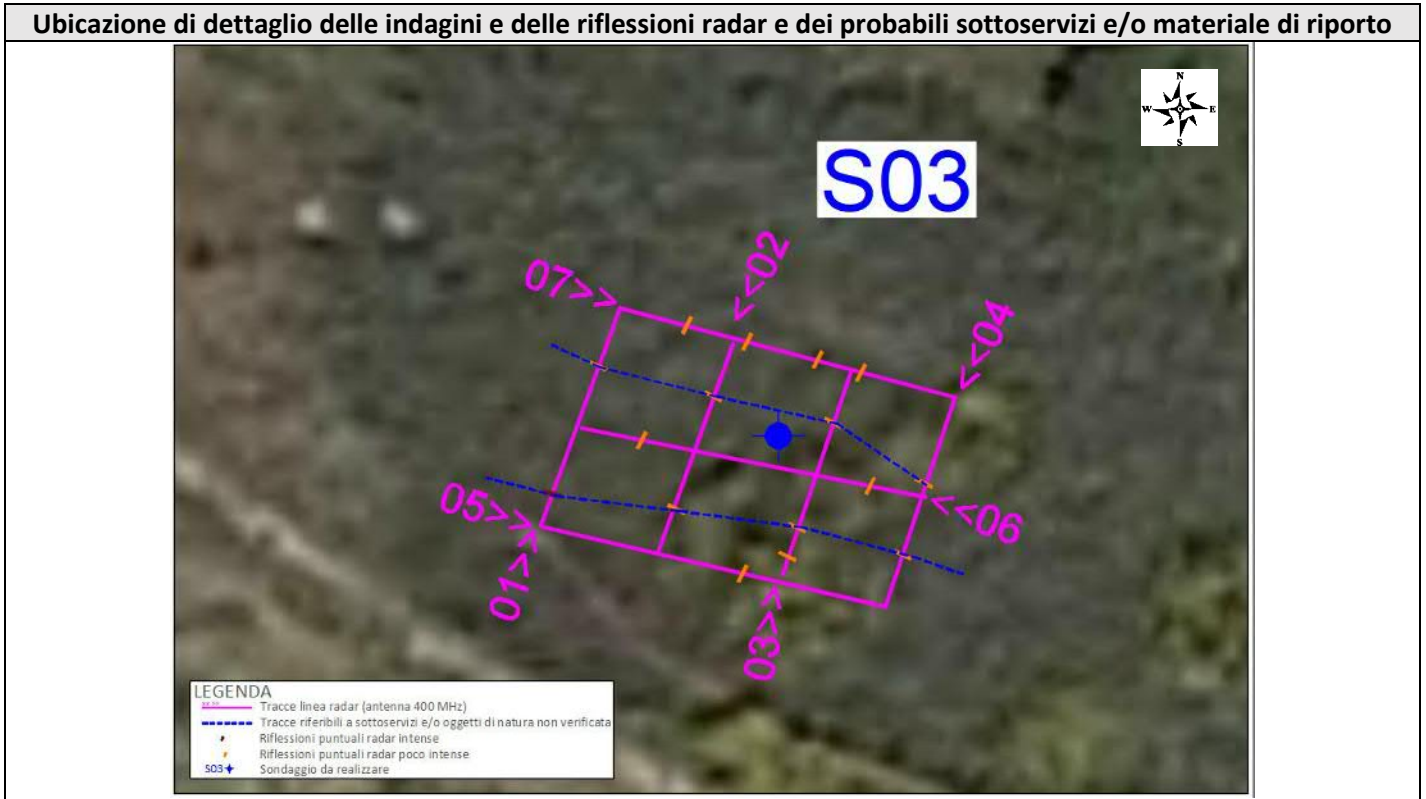 Ubicazione di dettaglio delle indagini e delle riflessioni radar e dei probabili sottoservizi e/o materiale di riporto
N
W E
S
S03
07>>
<<02
<<04
05>>
<<06
01>>
03>>
LEGENDA
Tracce linea radar (antenna 400 MHz)
Tracce riferibili a sottoservizi e/o oggetti di natura non verificata
Riflessioni puntuali radar intense
Riflessioni puntuali radar poco intense
S03 Sondaggio da realizzare